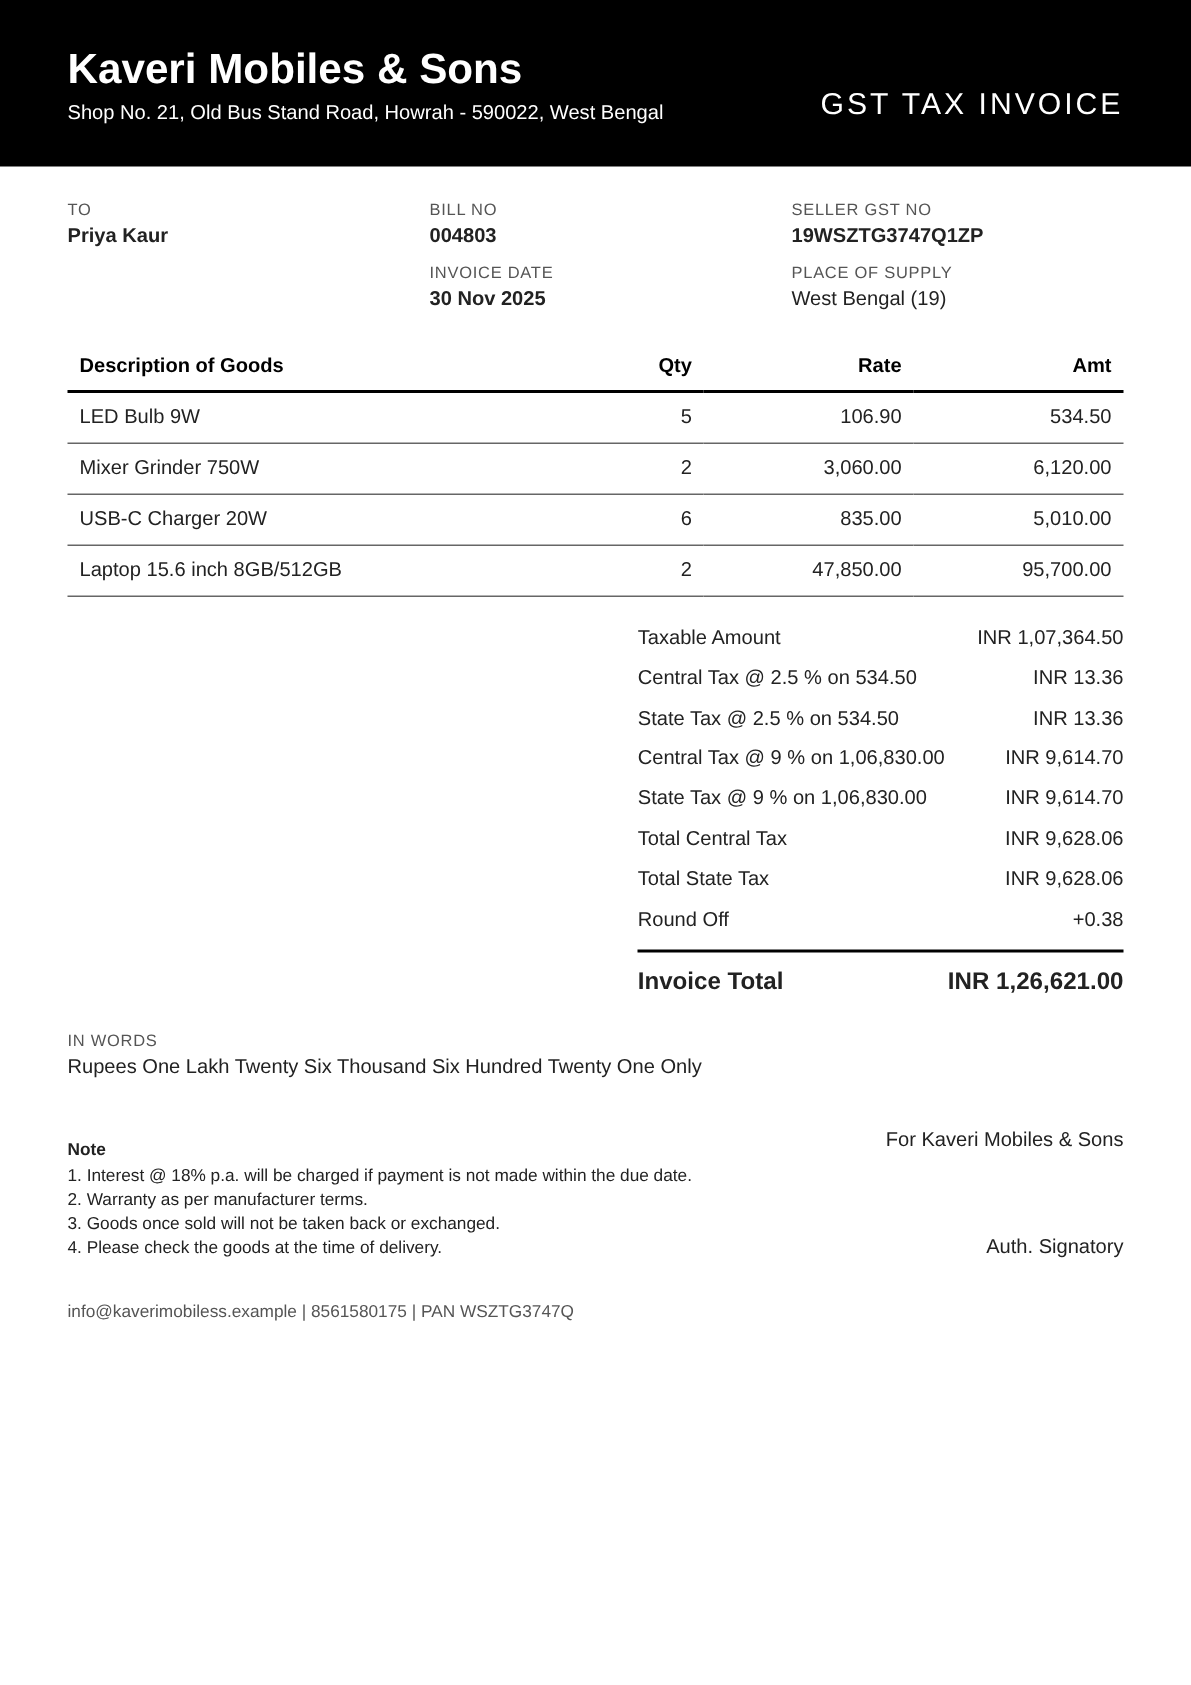 Kaveri Mobiles & Sons
Shop No. 21, Old Bus Stand Road, Howrah - 590022, West Bengal
GST TAX INVOICE
TO
Priya Kaur
BILL NO
004803
INVOICE DATE
30 Nov 2025
SELLER GST NO
19WSZTG3747Q1ZP
PLACE OF SUPPLY
West Bengal (19)
Description of Goods Qty Rate Amt
LED Bulb 9W 5 106.90 534.50
Mixer Grinder 750W 2 3,060.00 6,120.00
USB-C Charger 20W 6 835.00 5,010.00
Laptop 15.6 inch 8GB/512GB 2 47,850.00 95,700.00
Taxable Amount INR 1,07,364.50
Central Tax @ 2.5 % on 534.50 INR 13.36
State Tax @ 2.5 % on 534.50 INR 13.36
Central Tax @ 9 % on 1,06,830.00 INR 9,614.70
State Tax @ 9 % on 1,06,830.00 INR 9,614.70
Total Central Tax INR 9,628.06
Total State Tax INR 9,628.06
Round Off +0.38
Invoice Total INR 1,26,621.00
IN WORDS
Rupees One Lakh Twenty Six Thousand Six Hundred Twenty One Only
Note
1. Interest @ 18% p.a. will be charged if payment is not made within the due date.
2. Warranty as per manufacturer terms.
3. Goods once sold will not be taken back or exchanged.
4. Please check the goods at the time of delivery.
For Kaveri Mobiles & Sons
Auth. Signatory
info@kaverimobiless.example | 8561580175 | PAN WSZTG3747Q